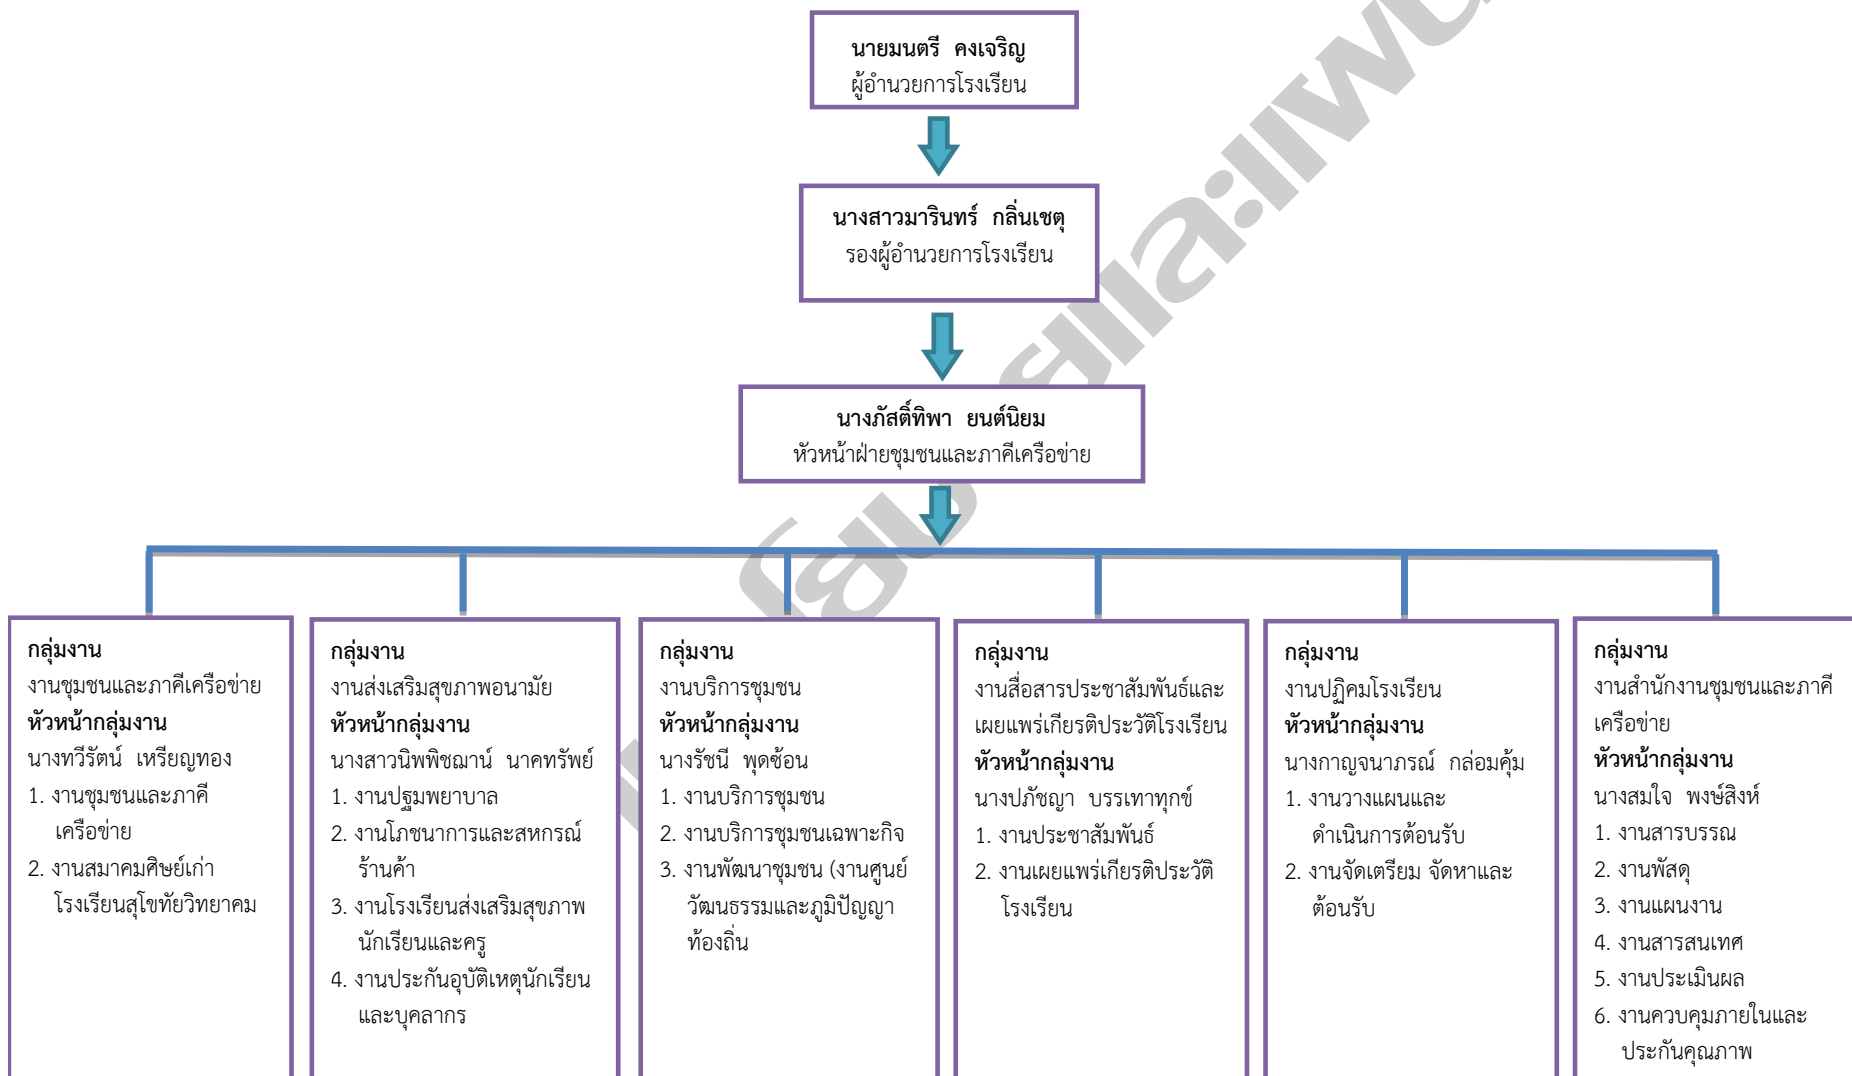 นายมนตรี คงเจริญ
ผู้อำนวยการโรงเรียน
นางสาวมารินทร์ กลิ่นเชตุ
รองผู้อำนวยการโรงเรียน
นางภัสติ์ทิพา ยนต์นิยม
หัวหน้าฝ่ายชุมชนและภาคีเครือข่าย
กลุ่มงาน
งานชุมชนและภาคีเครือข่าย
หัวหน้ากลุ่มงาน
นางทวีรัตน์ เหรียญทอง
1. งานชุมชนและภาคี
เครือข่าย
2. งานสมาคมศิษย์เก่า
โรงเรียนสุโขทัยวิทยาคม
กลุ่มงาน
งานส่งเสริมสุขภาพอนามัย
หัวหน้ากลุ่มงาน
นางสาวนิพพิชฌาน์ นาคทรัพย์
1. งานปฐมพยาบาล
2. งานโภชนาการและสหกรณ์
ร้านค้า
3. งานโรงเรียนส่งเสริมสุขภาพ
นักเรียนและครู
4. งานประกันอุบัติเหตุนักเรียน
และบุคลากร
กลุ่มงาน
งานบริการชุมชน
หัวหน้ากลุ่มงาน
นางรัชนี พุดซ้อน
1. งานบริการชุมชน
2. งานบริการชุมชนเฉพาะกิจ
3. งานพัฒนาชุมชน (งานศูนย์
วัฒนธรรมและภูมิปัญญา
ท้องถิ่น
กลุ่มงาน
งานสื่อสารประชาสัมพันธ์และ
เผยแพร่เกียรติประวัติโรงเรียน
หัวหน้ากลุ่มงาน
นางปภัชญา บรรเทาทุกข์
1. งานประชาสัมพันธ์
2. งานเผยแพร่เกียรติประวัติ
โรงเรียน
กลุ่มงาน
งานปฏิคมโรงเรียน
หัวหน้ากลุ่มงาน
นางกาญจนาภรณ์ กล่อมคุ้ม
1. งานวางแผนและ
ดำเนินการต้อนรับ
2. งานจัดเตรียม จัดหาและ
ต้อนรับ
กลุ่มงาน
งานสำนักงานชุมชนและภาคี
เครือข่าย
หัวหน้ากลุ่มงาน
นางสมใจ พงษ์สิงห์
1. งานสารบรรณ
2. งานพัสดุ
3. งานแผนงาน
4. งานสารสนเทศ
5. งานประเมินผล
6. งานควบคุมภายในและ
ประกันคุณภาพ